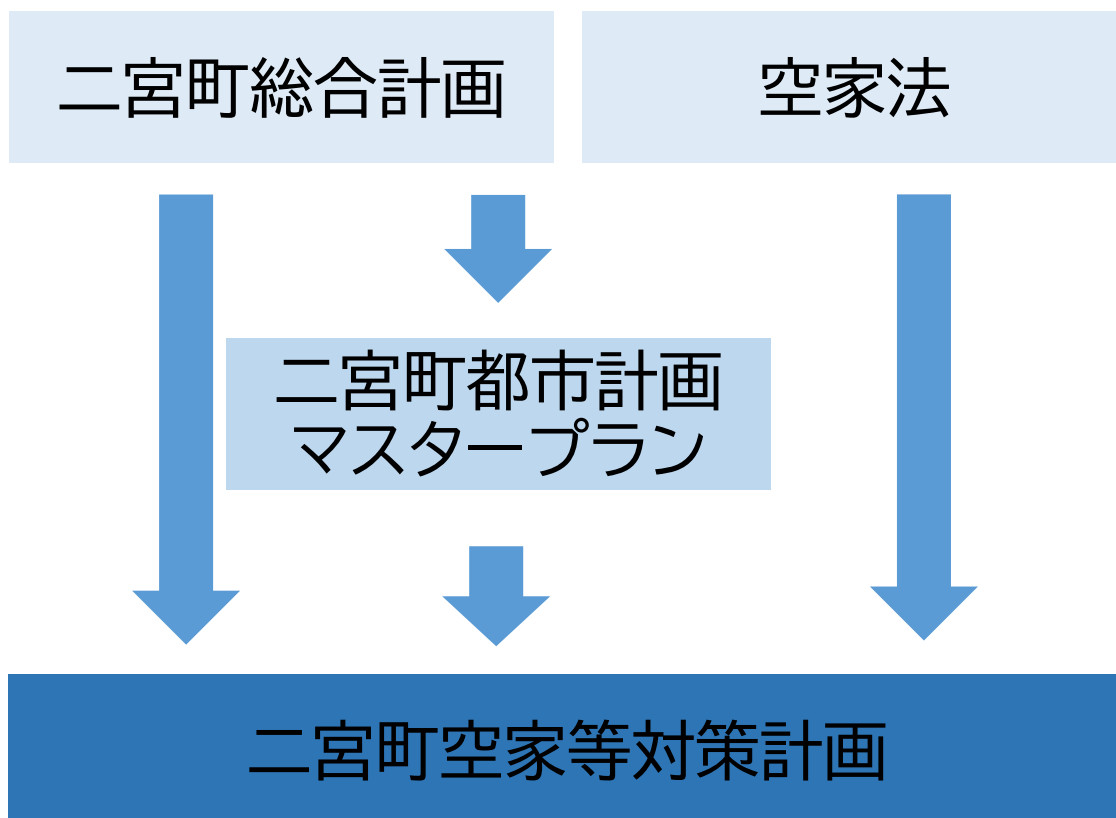 二宮町総合計画
空家法
二宮町都市計画
マスタープラン
二宮町空家等対策計画